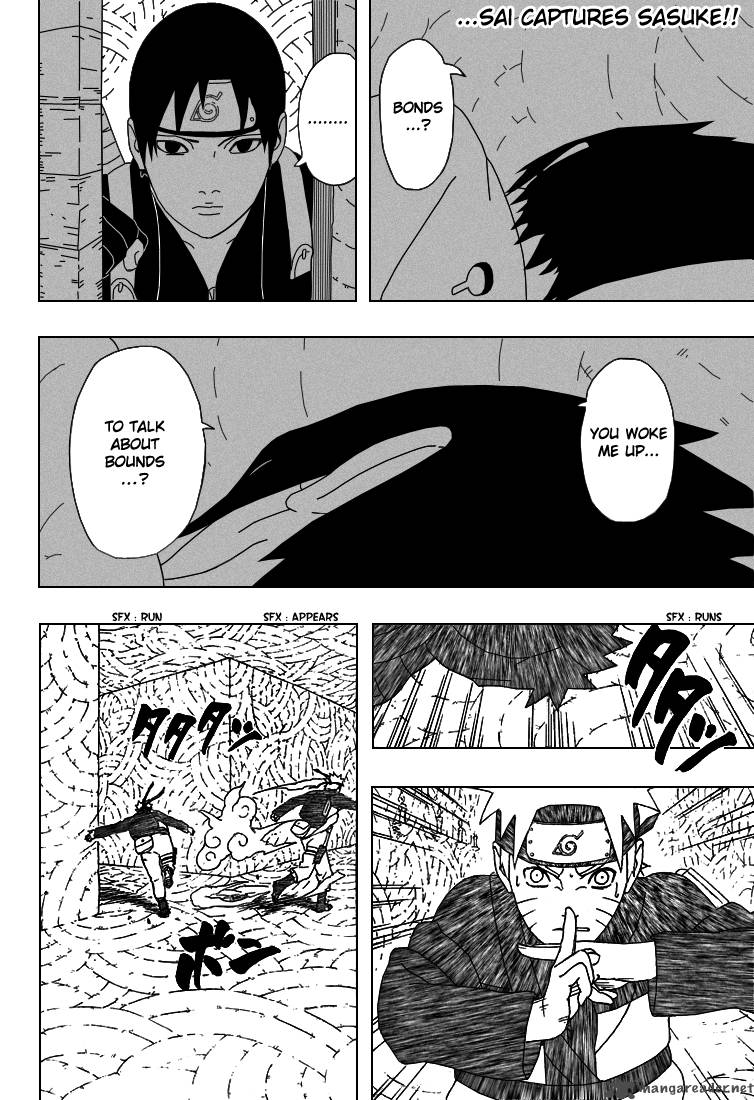 ...SAI CAPTURES SASUKE!!
BONDS
...?
.........
YOU WOKE
ME UP...
TO TALK
ABOUT
BOUNDS
...?
SFX : RUNS
タタタッ
SFX : APPEARS
SFX : RUN
タタタッ
ボン
mangareader.net